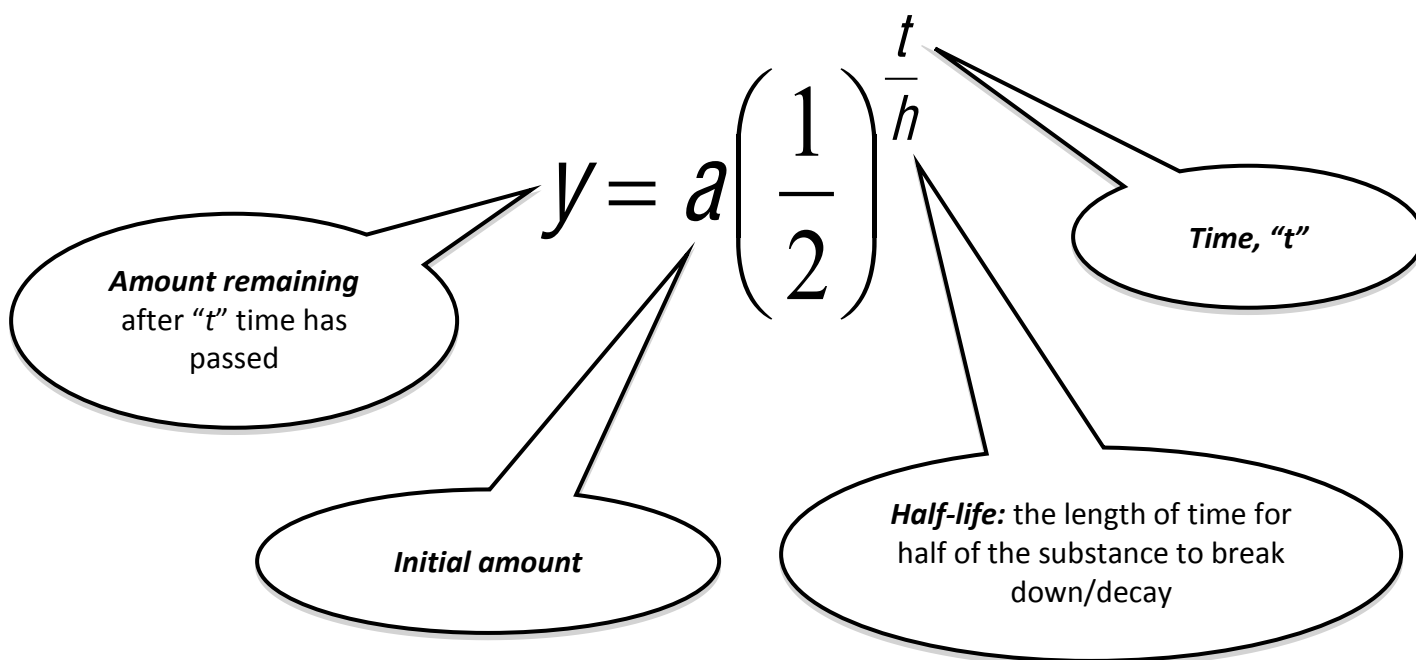 y = a(1/2)^(t/h)
Time, “t”
Amount remaining
after “t” time has
passed
Initial amount
Half-life: the length of time for
half of the substance to break
down/decay